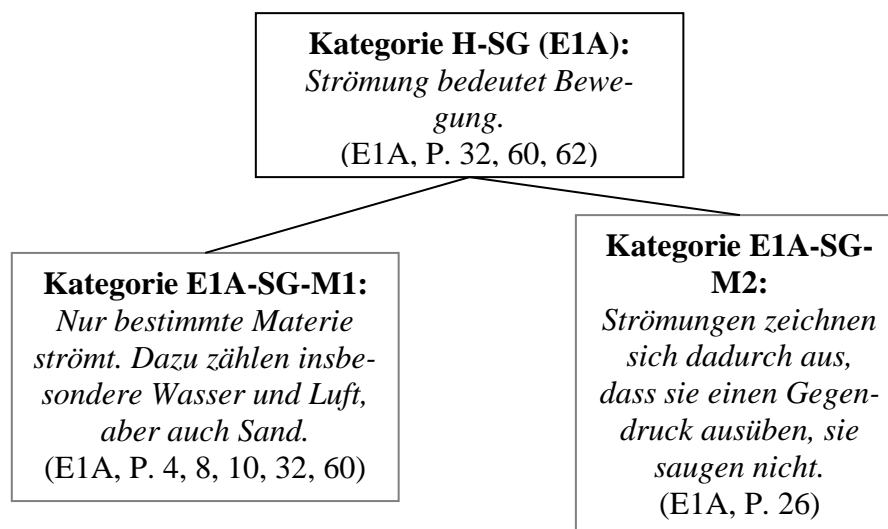 Kategorie H-SG (E1A):
Strömung bedeutet Bewe-
gung.
(E1A, P. 32, 60, 62)
Kategorie E1A-SG-M1:
Nur bestimmte Materie
strömt. Dazu zählen insbe-
sondere Wasser und Luft,
aber auch Sand.
(E1A, P. 4, 8, 10, 32, 60)
Kategorie E1A-SG-
M2:
Strömungen zeichnen
sich dadurch aus,
dass sie einen Gegen-
druck ausüben, sie
saugen nicht.
(E1A, P. 26)